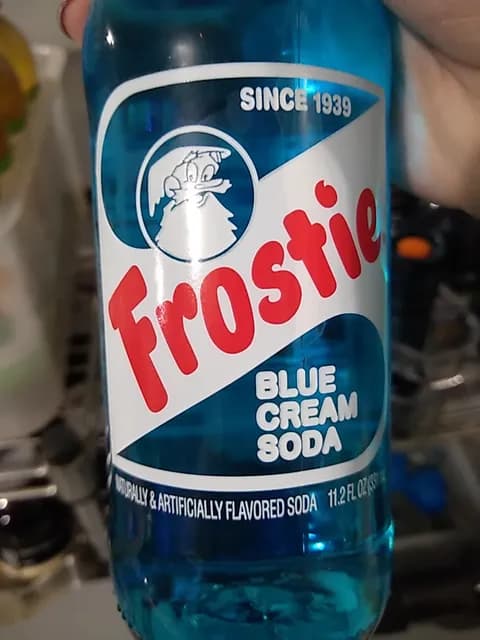 SINCE 1939
Frostie
BLUE
CREAM
SODA
NATURALLY & ARTIFICIALLY FLAVORED SODA 11.2 FL OZ